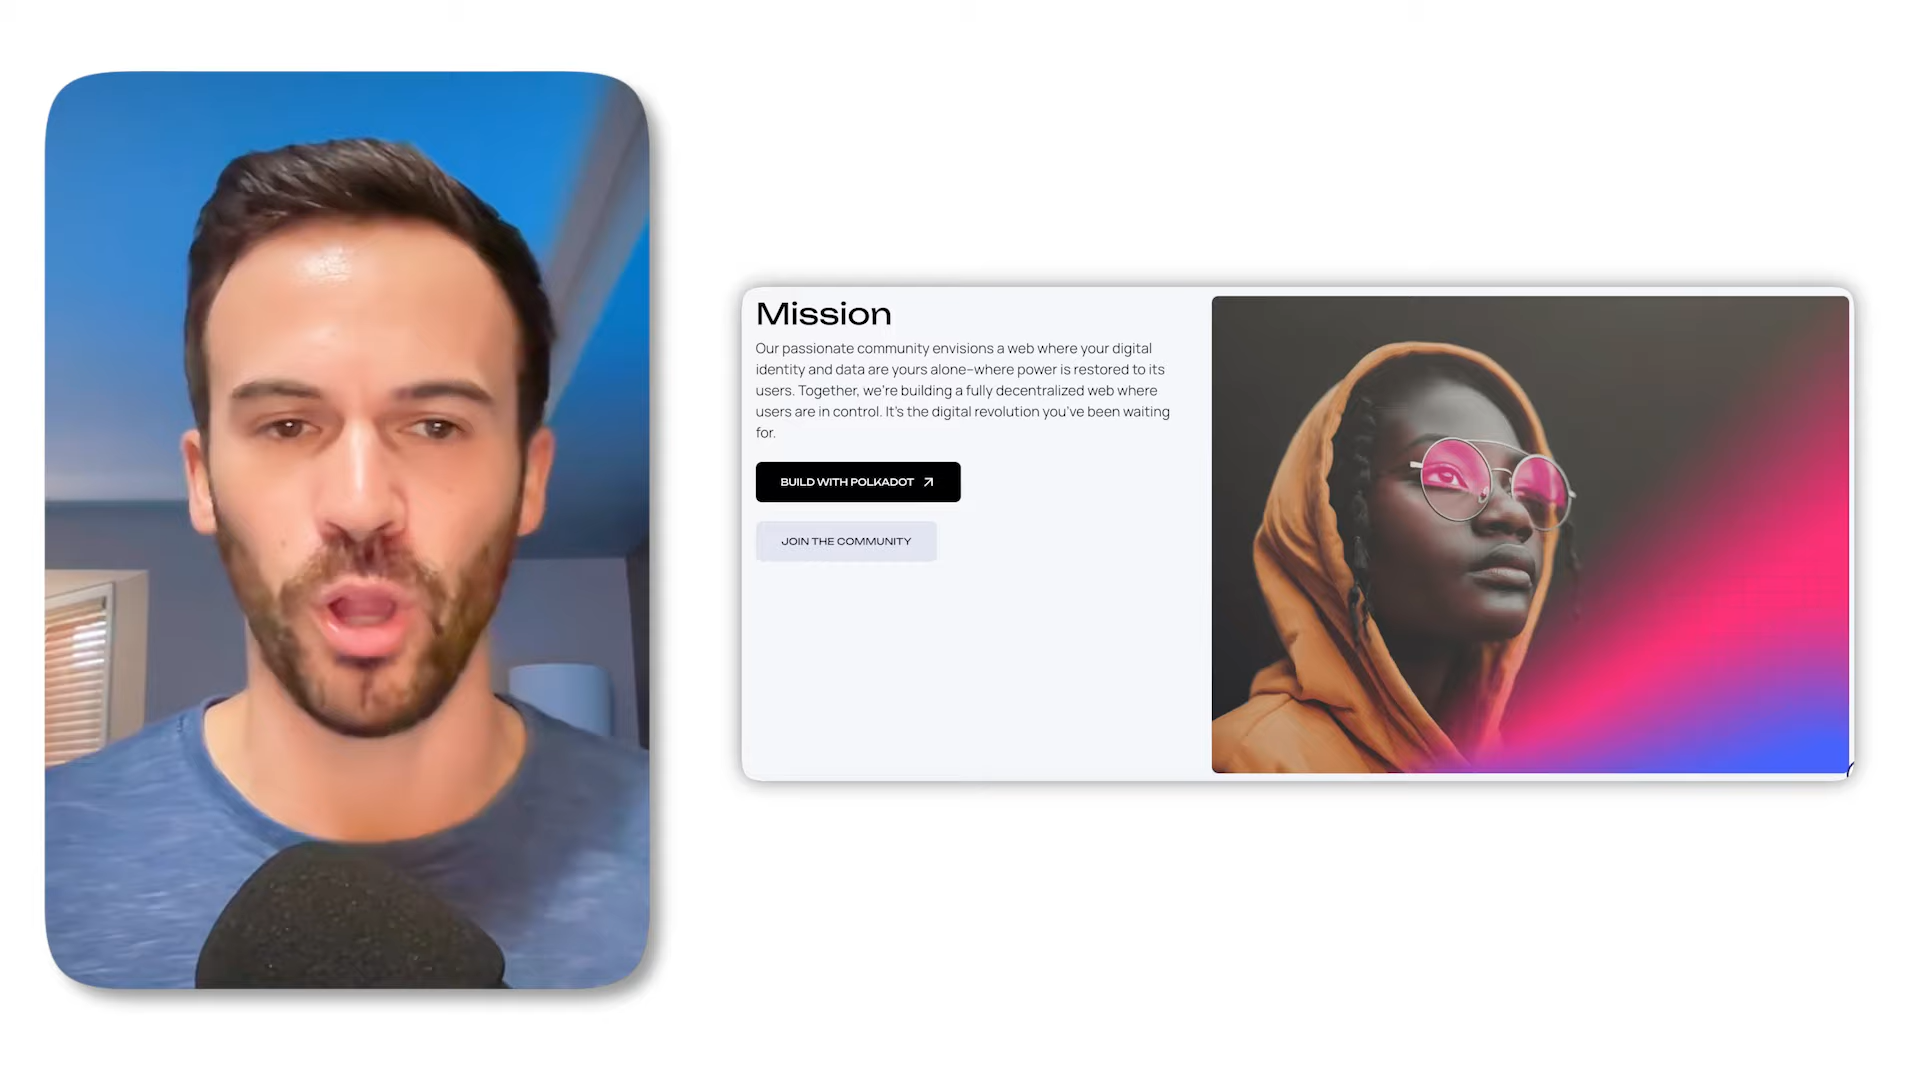 Mission
Our passionate community envisions a web where your digital
identity and data are yours alone–where power is restored to its
users. Together, we're building a fully decentralized web where
users are in control. It's the digital revolution you've been waiting
for.
BUILD WITH POLKADOT
JOIN THE COMMUNITY